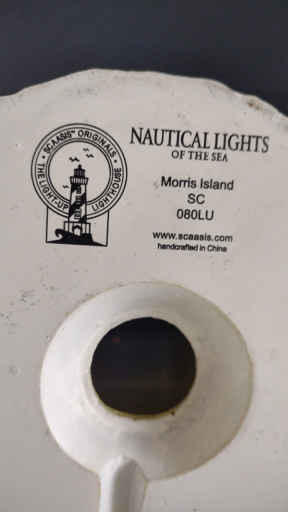 SCAASIS™ ORIGINALS
THE LIGHT-UP LIGHTHOUSE
NAUTICAL LIGHTS
OF THE SEA
Morris Island
SC
080LU
www.scaasis.com
handcrafted in China